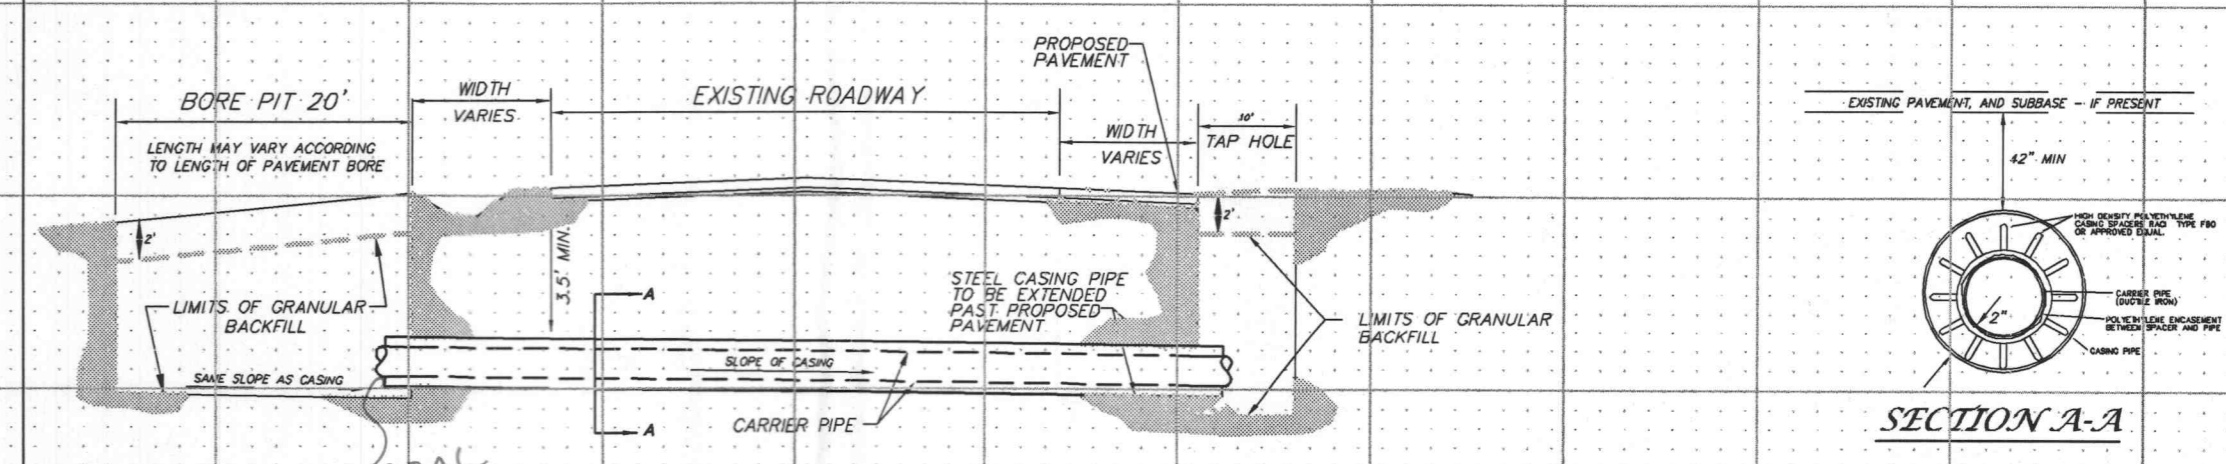 BORE PIT 20'
LENGTH MAY VARY ACCORDING
TO LENGTH OF PAVEMENT BORE
WIDTH
VARIES
EXISTING ROADWAY
PROPOSED
PAVEMENT
WIDTH
VARIES
10'
TAP HOLE
2'
2'
3.5' MIN.
LIMITS OF GRANULAR
BACKFILL
A
A
STEEL CASING PIPE
TO BE EXTENDED
PAST PROPOSED
PAVEMENT
LIMITS OF GRANULAR
BACKFILL
SAME SLOPE AS CASING
SLOPE OF CASING
CARRIER PIPE
EXISTING PAVEMENT, AND SUBBASE - IF PRESENT
42" MIN
HIGH DENSITY POLYETHYLENE
CASING SPACERS RACI TYPE F80
OR APPROVED EQUAL.
CARRIER PIPE
(DUCTILE IRON)
2"
POLYETHYLENE ENCASEMENT
BETWEEN SPACER AND PIPE
CASING PIPE
SECTION A-A